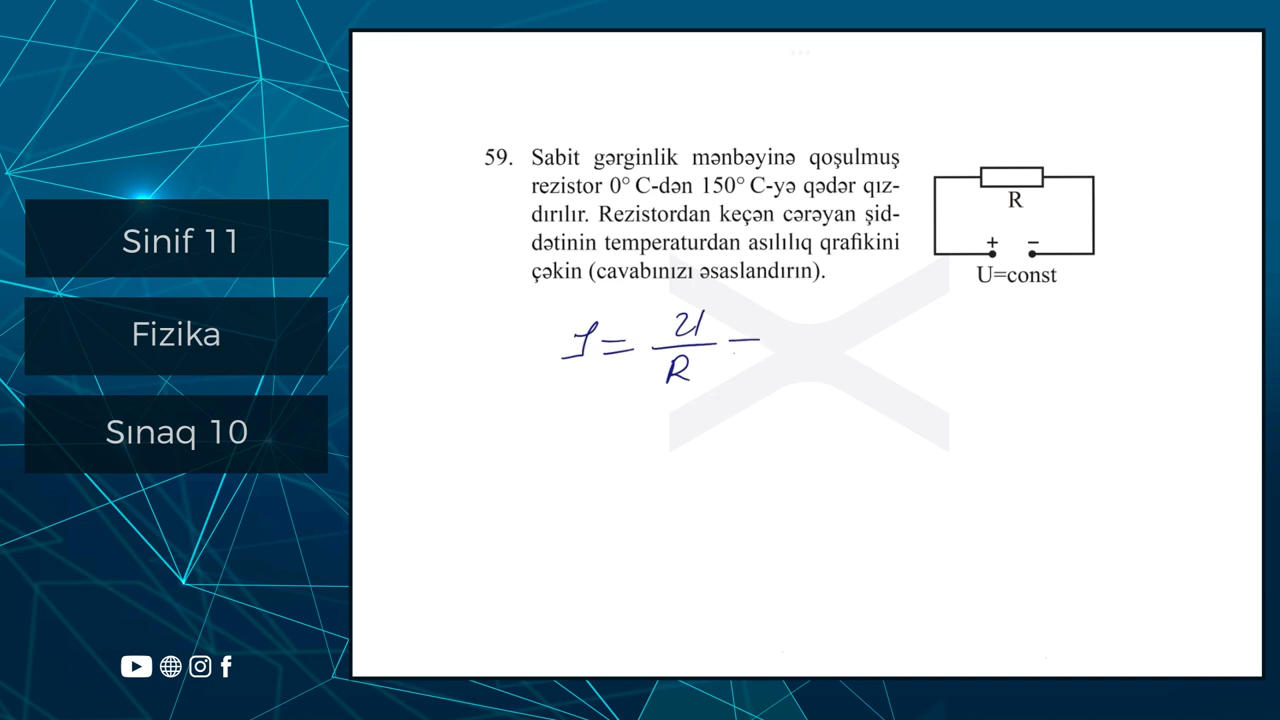 Sinif 11
Fizika
Sınaq 10
59. Sabit gərginlik mənbəyinə qoşulmuş
rezistor 0° C-dən 150° C-yə qədər qız-
dırılır. Rezistordan keçən cərəyan şid-
dətinin temperaturdan asılılıq qrafikini
çəkin (cavabınızı əsaslandırın).
R
+ −
U=const
I = U/R —